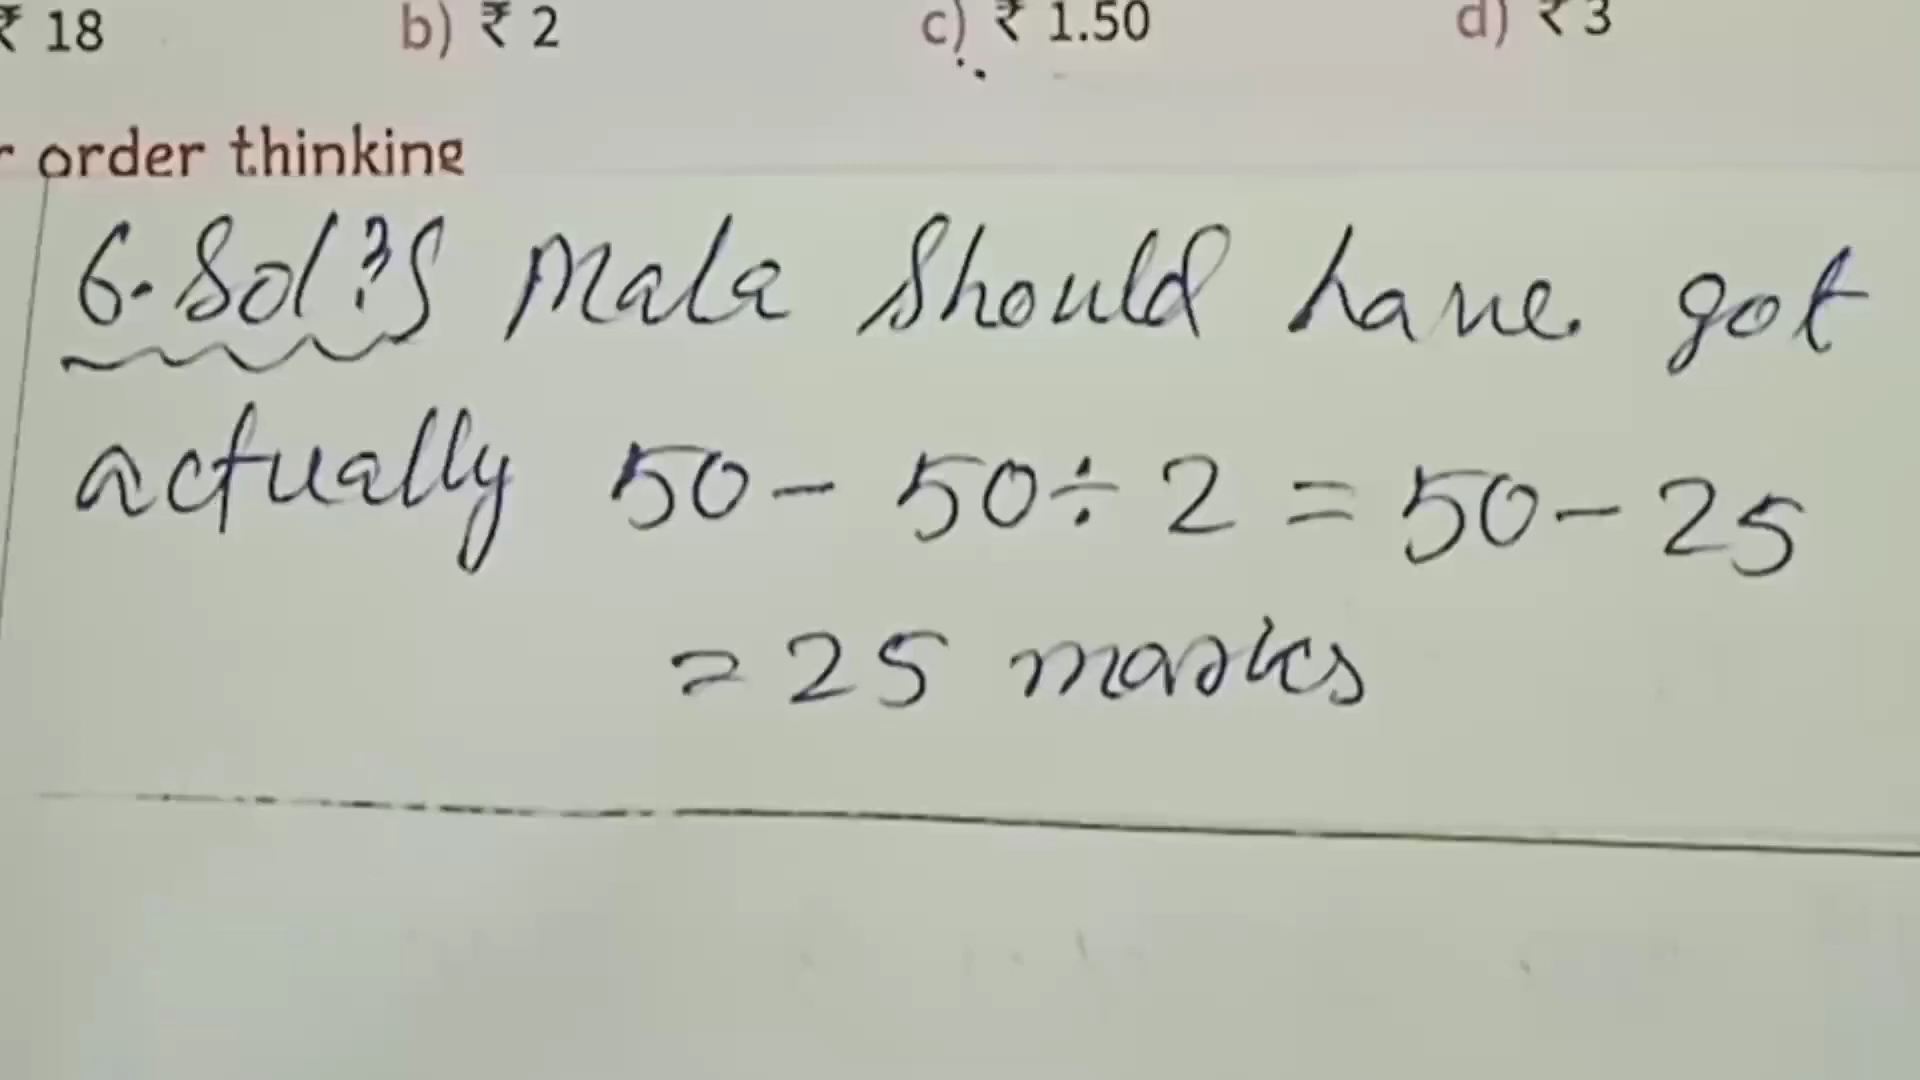 ₹ 18 b) ₹ 2 c) ₹ 1.50 d) ₹ 3
order thinking
6. Sol: Mala should have got
actually 50 - 50 ÷ 2 = 50 - 25
= 25 marks